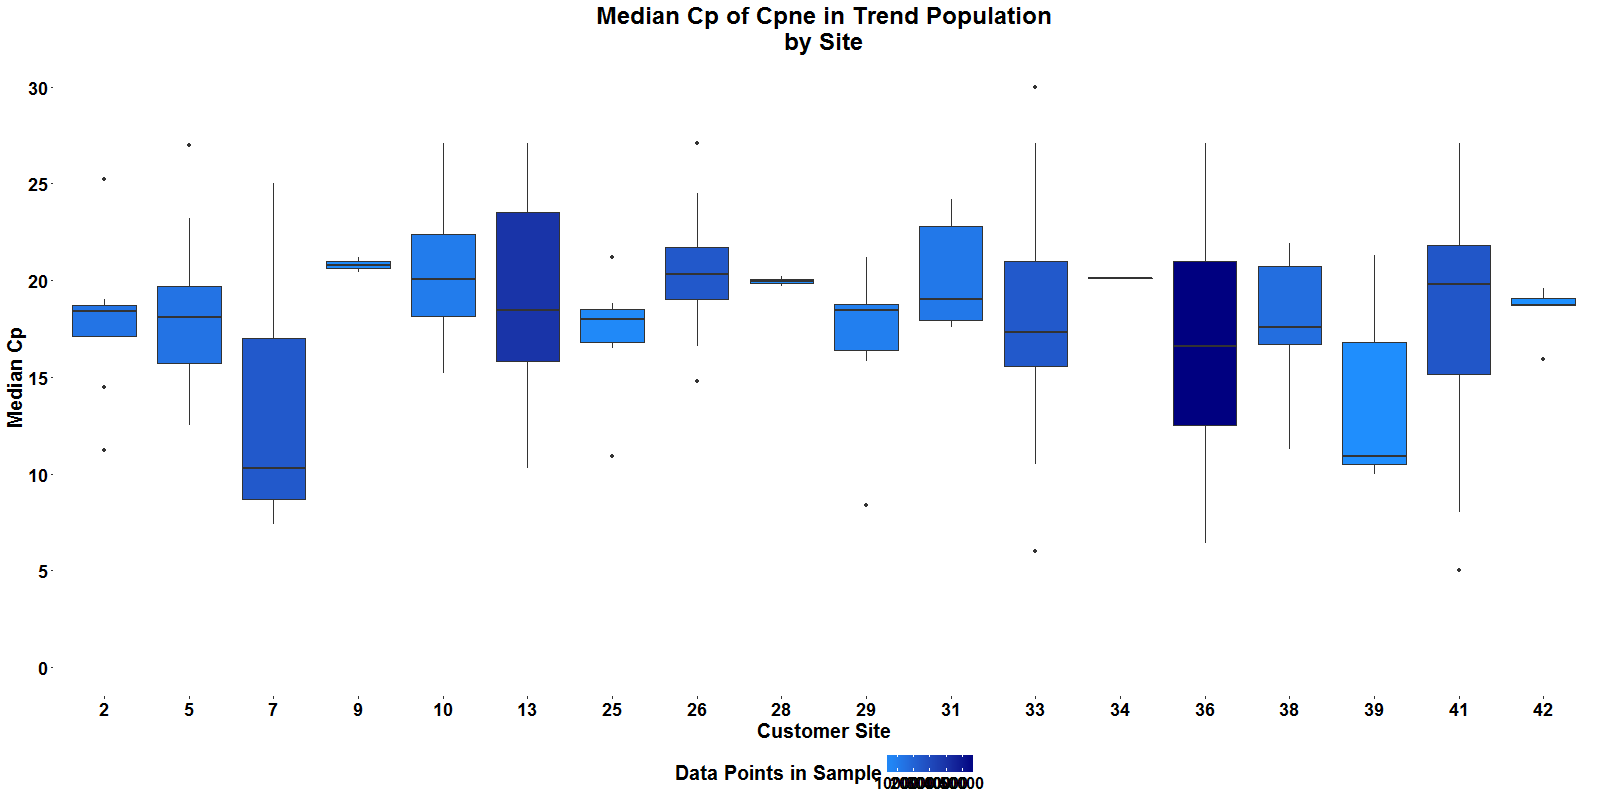 Median Cp of Cpne in Trend Population
by Site
30
25
20
15
10
5
0
Median Cp
2 5 7 9 10 13 25 26 28 29 31 33 34 36 38 39 41 42
Customer Site
Data Points in Sample